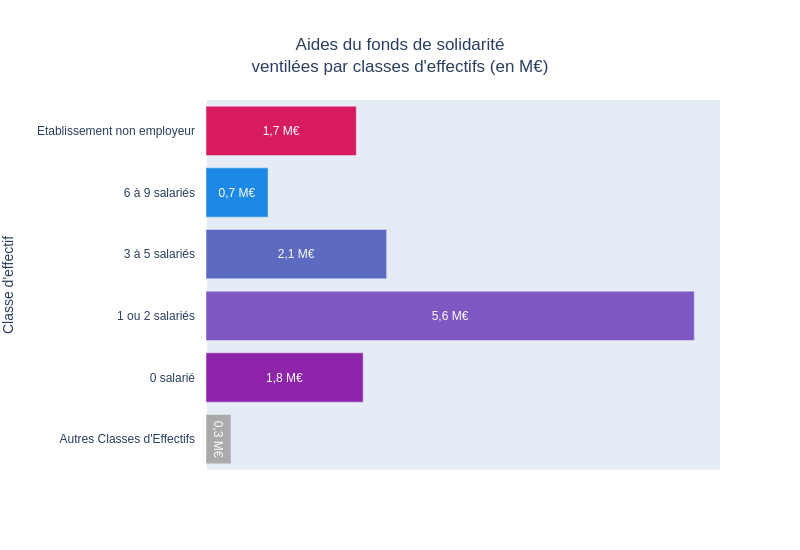 Aides du fonds de solidarité
ventilées par classes d'effectifs (en M€)
Classe d'effectif
Etablissement non employeur
1,7 M€
6 à 9 salariés
0,7 M€
3 à 5 salariés
2,1 M€
1 ou 2 salariés
5,6 M€
0 salarié
1,8 M€
Autres Classes d'Effectifs
0,3 M€